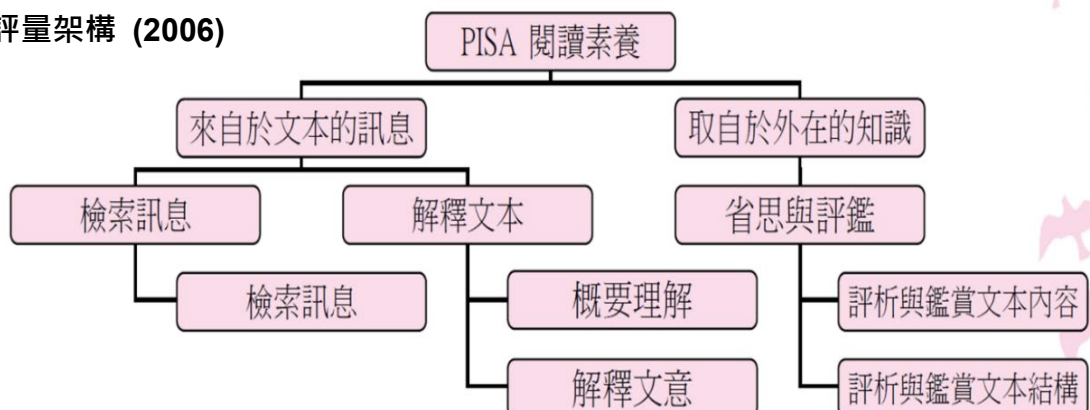 評量架構 (2006)
PISA 閱讀素養
來自於文本的訊息
取自於外在的知識
檢索訊息
解釋文本
省思與評鑑
檢索訊息
概要理解
評析與鑑賞文本內容
解釋文意
評析與鑑賞文本結構